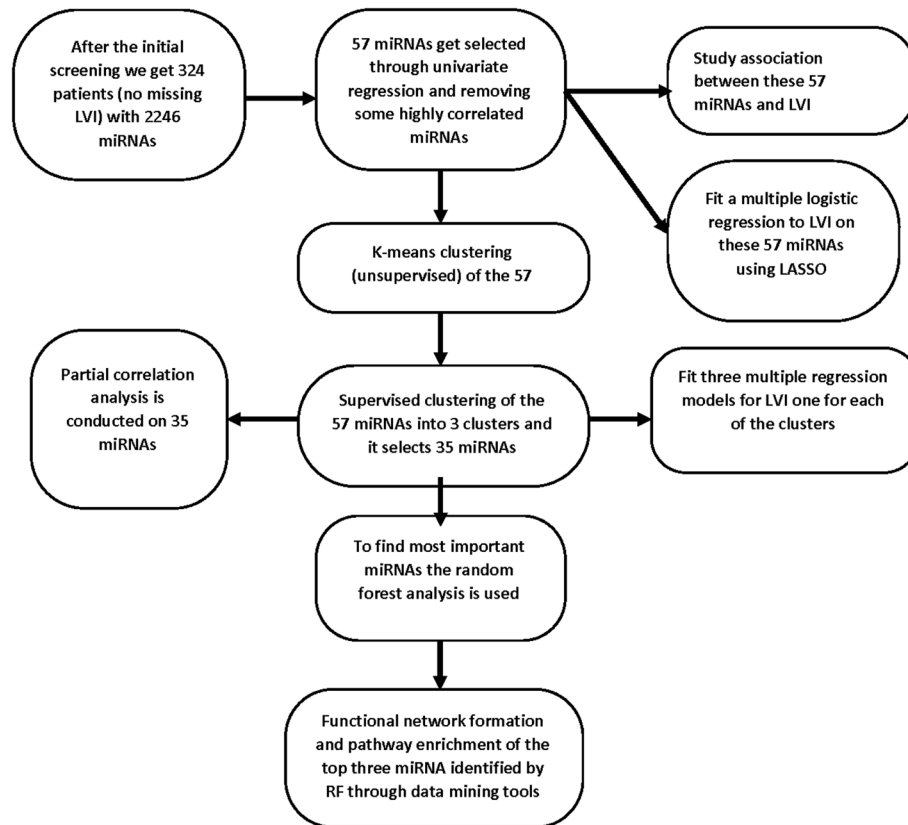 After the initial
screening we get 324
patients (no missing
LVI) with 2246
miRNAs
57 miRNAs get selected
through univariate
regression and removing
some highly correlated
miRNAs
Study association
between these 57
miRNAs and LVI
Fit a multiple logistic
regression to LVI on
these 57 miRNAs
using LASSO
K-means clustering
(unsupervised) of the 57
Partial correlation
analysis is
conducted on 35
miRNAs
Supervised clustering of the
57 miRNAs into 3 clusters and
it selects 35 miRNAs
Fit three multiple regression
models for LVI one for each
of the clusters
To find most important
miRNAs the random
forest analysis is used
Functional network formation
and pathway enrichment of the
top three miRNA identified by
RF through data mining tools